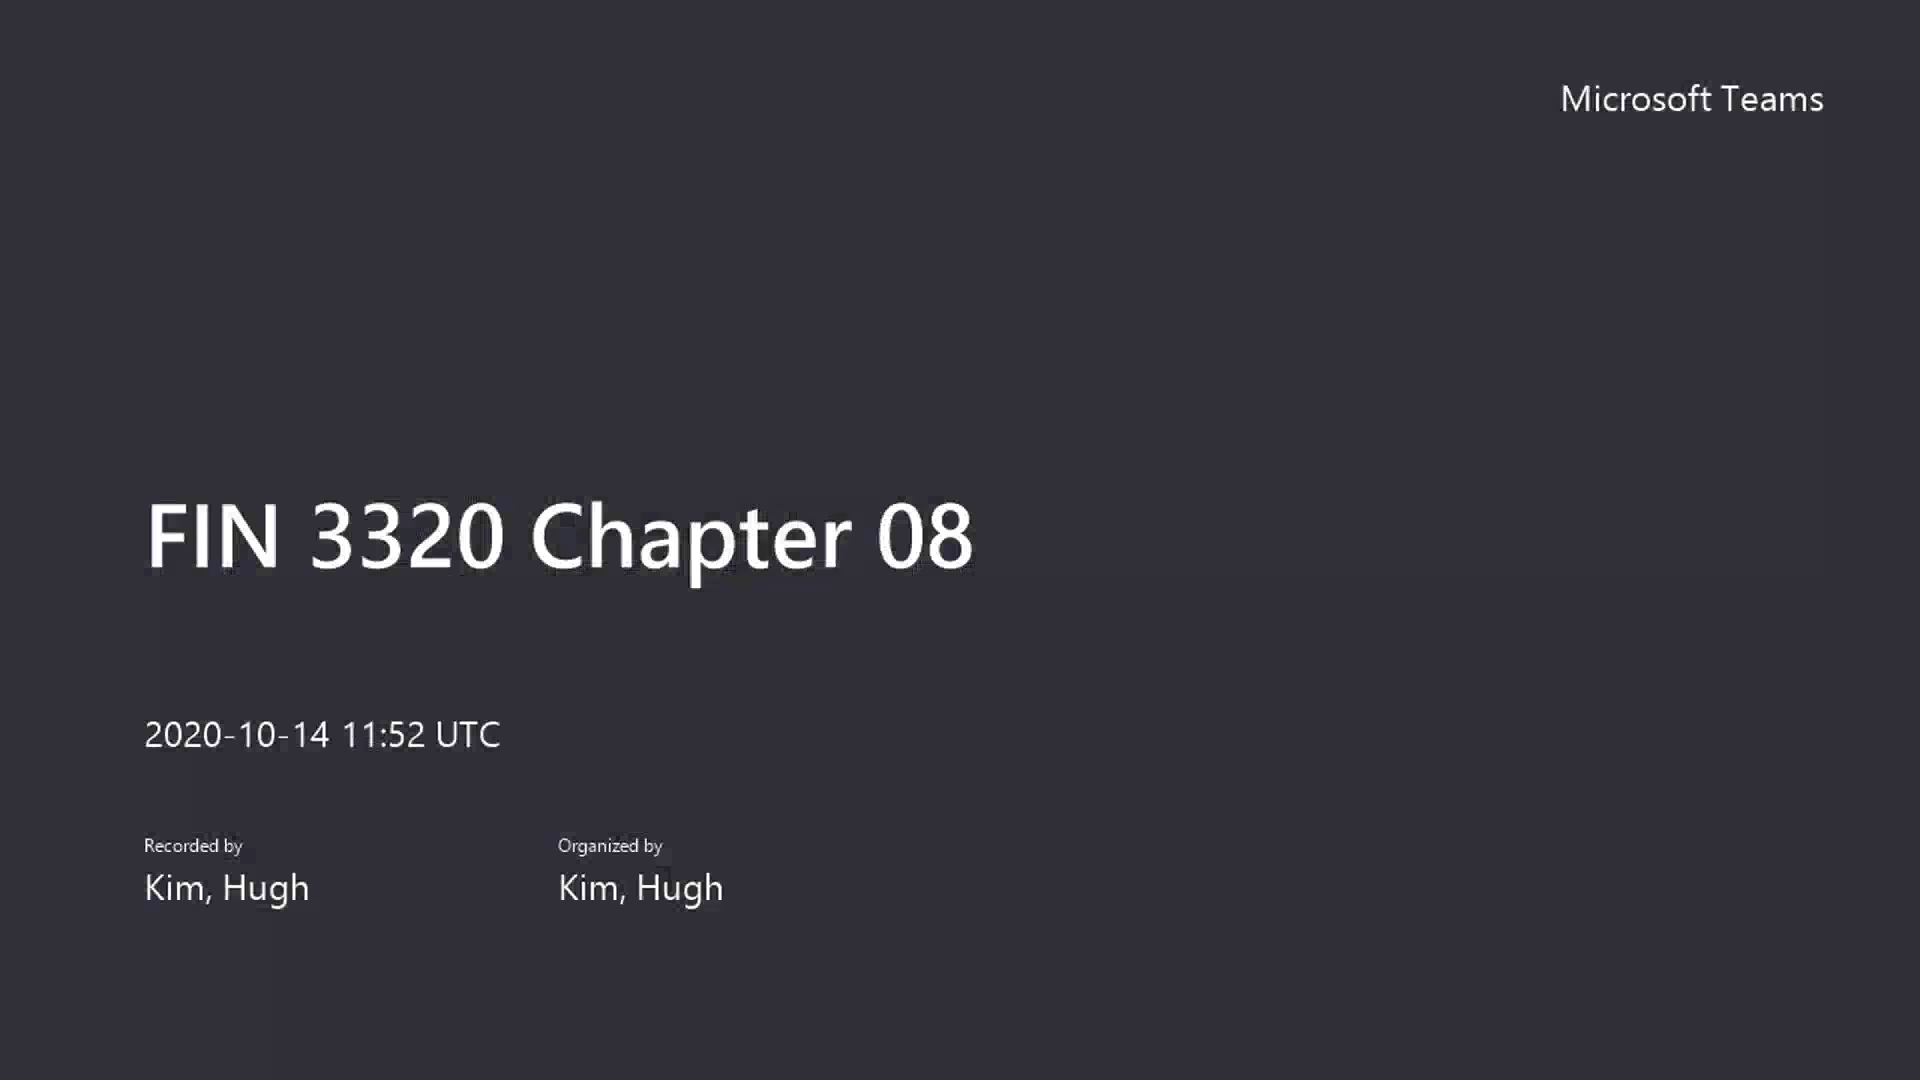 Microsoft Teams
FIN 3320 Chapter 08
2020-10-14 11:52 UTC
Recorded by
Kim, Hugh
Organized by
Kim, Hugh